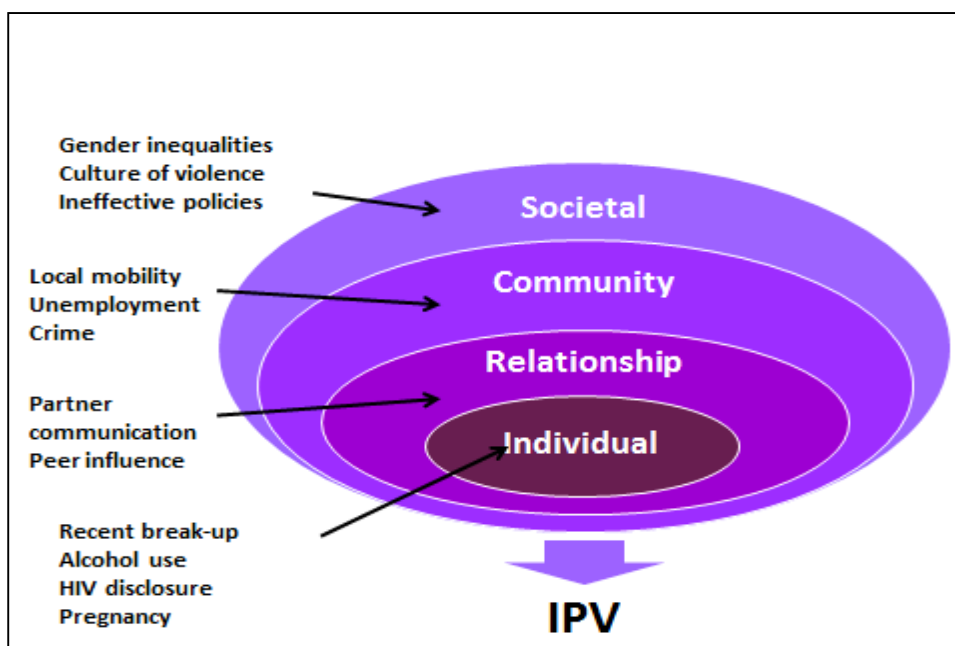 Gender inequalities
Culture of violence
Ineffective policies
Societal
Local mobility
Unemployment
Crime
Community
Partner
communication
Peer influence
Relationship
Recent break-up
Alcohol use
HIV disclosure
Pregnancy
Individual
IPV